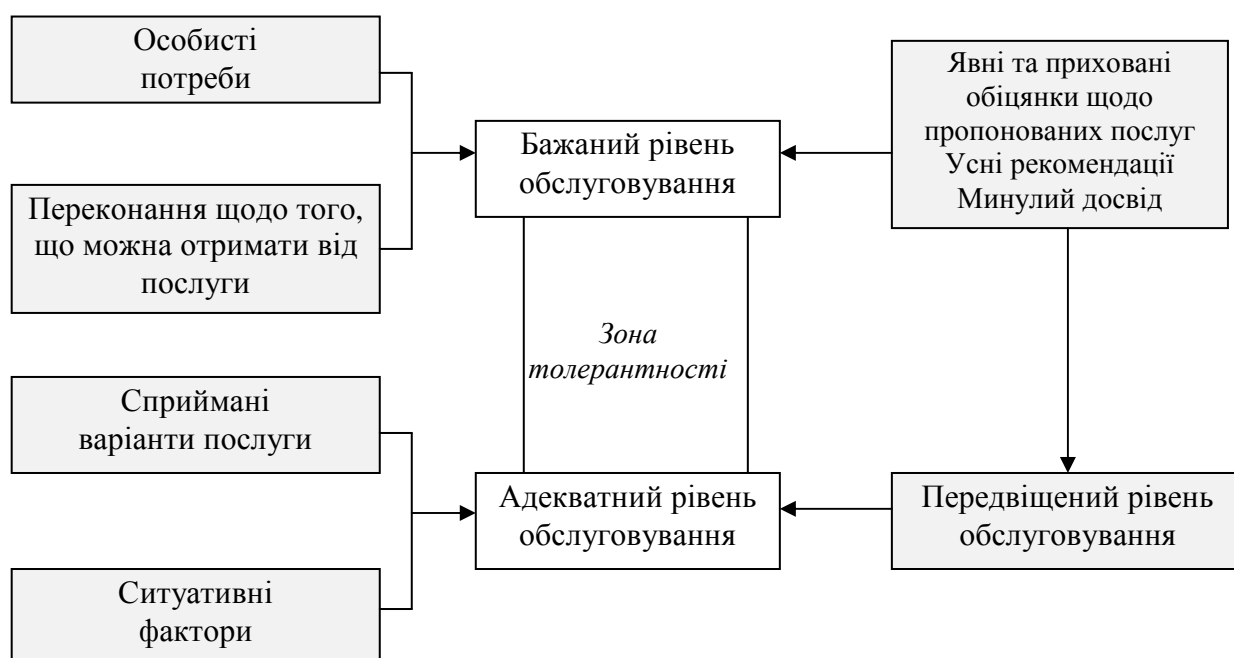 Особисті
потреби
Переконання щодо того,
що можна отримати від
послуги
Сприймані
варіанти послуги
Ситуативні
фактори
Бажаний рівень
обслуговування
Зона
толерантності
Адекватний рівень
обслуговування
Явні та приховані
обіцянки щодо
пропонованих послуг
Усні рекомендації
Минулий досвід
Передвіщений рівень
обслуговування